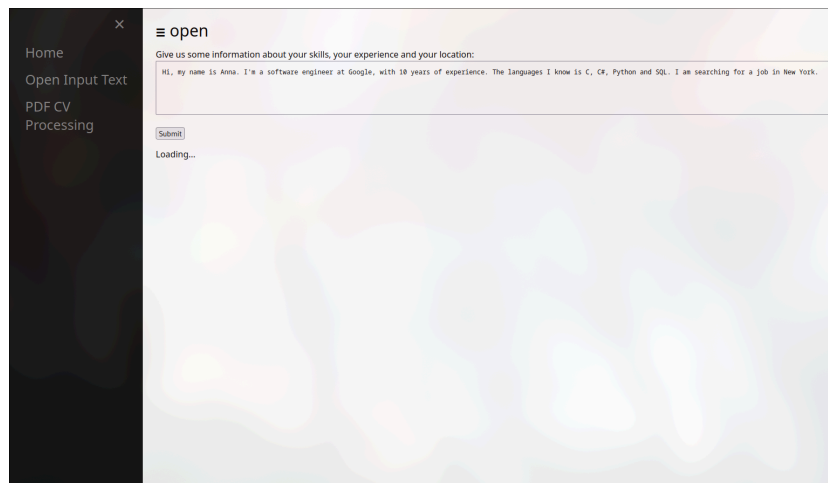 ×
Home
Open Input Text
PDF CV
Processing
≡ open
Give us some information about your skills, your experience and your location:
Hi, my name is Anna. I'm a software engineer at Google, with 10 years of experience. The languages I know is C, C#, Python and SQL. I am searching for a job in New York.
Submit
Loading...